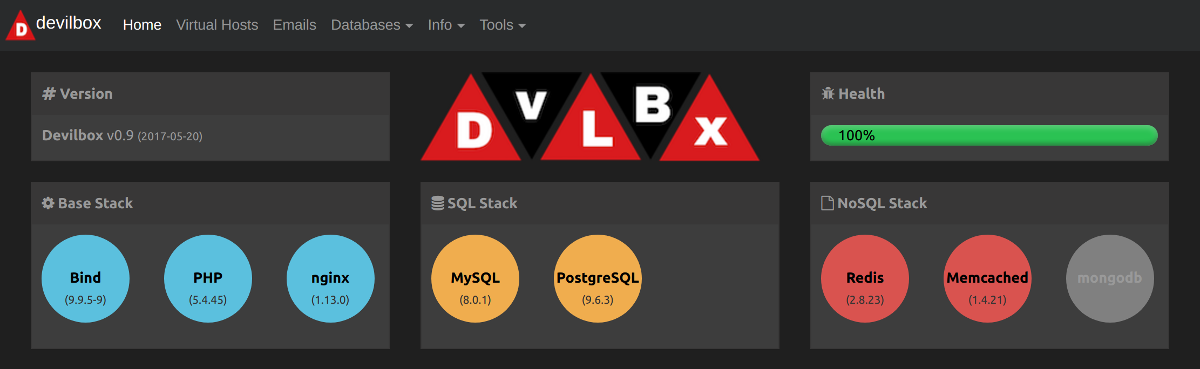 D devilbox Home Virtual Hosts Emails Databases Info Tools
# Version
Devilbox v0.9 (2017-05-20)
D V L B X
Health
100%
Base Stack
Bind PHP nginx
(9.9.5-9) (5.4.45) (1.13.0)
SQL Stack
MySQL PostgreSQL
(8.0.1) (9.6.3)
NoSQL Stack
Redis Memcached mongodb
(2.8.23) (1.4.21)